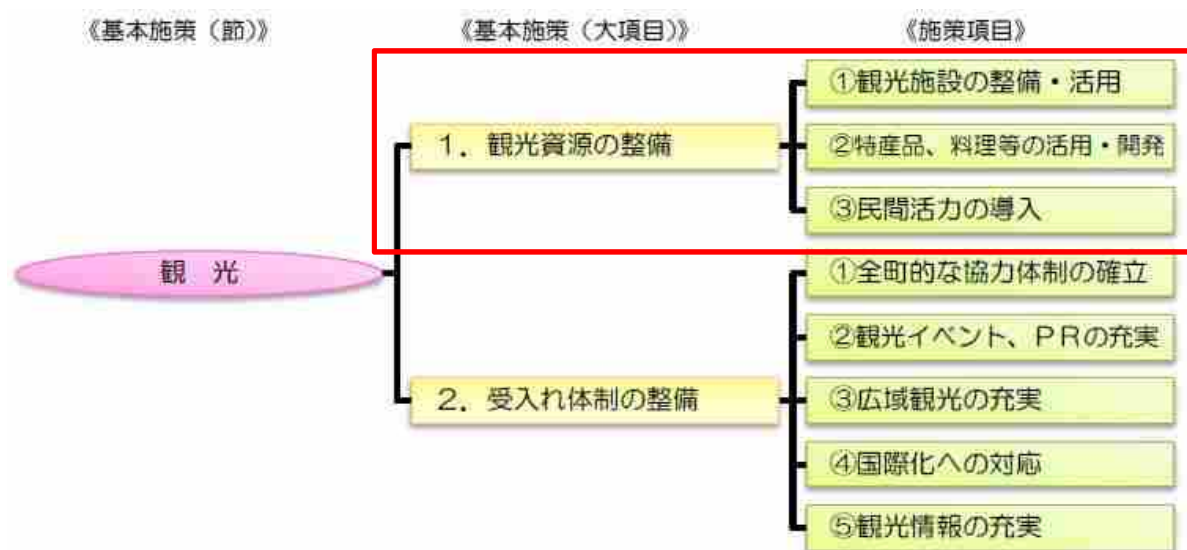 《基本施策（節）》
《基本施策（大項目）》
《施策項目》
観　光
１．観光資源の整備
①観光施設の整備・活用
②特産品、料理等の活用・開発
③民間活力の導入
２．受入れ体制の整備
①全町的な協力体制の確立
②観光イベント、ＰＲの充実
③広域観光の充実
④国際化への対応
⑤観光情報の充実